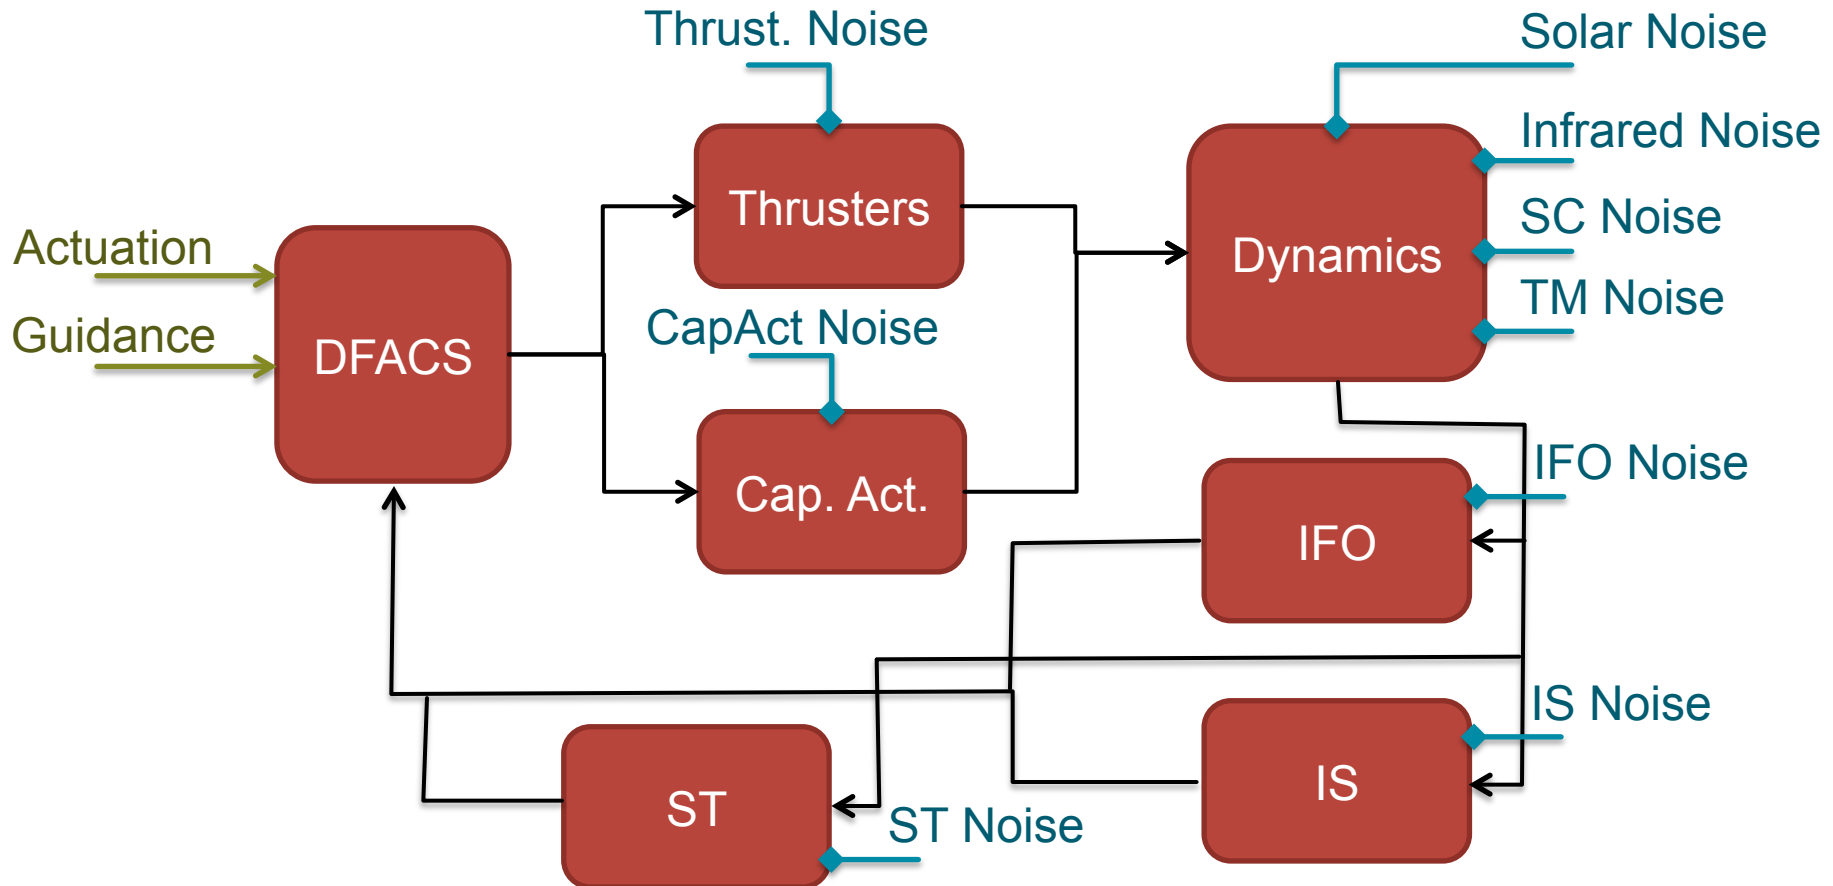 Thrust. Noise
Solar Noise
Infrared Noise
Thrusters
SC Noise
Actuation
Dynamics
TM Noise
Guidance
CapAct Noise
DFACS
IFO Noise
Cap. Act.
IFO
IS Noise
IS
ST
ST Noise